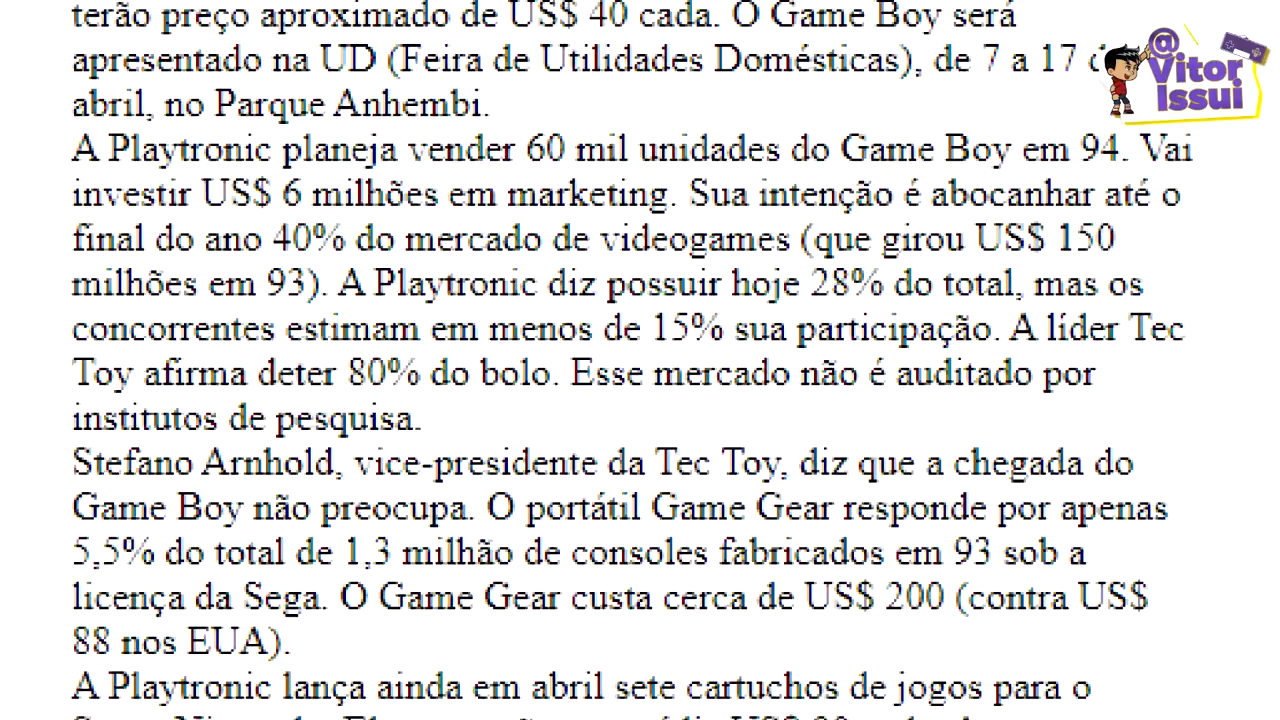 terão preço aproximado de US$ 40 cada. O Game Boy será
apresentado na UD (Feira de Utilidades Domésticas), de 7 a 17
abril, no Parque Anhembi.
@Vitor
Issui
A Playtronic planeja vender 60 mil unidades do Game Boy em 94. Vai
investir US$ 6 milhões em marketing. Sua intenção é abocanhar até o
final do ano 40% do mercado de videogames (que girou US$ 150
milhões em 93). A Playtronic diz possuir hoje 28% do total, mas os
concorrentes estimam em menos de 15% sua participação. A líder Tec
Toy afirma deter 80% do bolo. Esse mercado não é auditado por
institutos de pesquisa.
Stefano Arnhold, vice-presidente da Tec Toy, diz que a chegada do
Game Boy não preocupa. O portátil Game Gear responde por apenas
5,5% do total de 1,3 milhão de consoles fabricados em 93 sob a
licença da Sega. O Game Gear custa cerca de US$ 200 (contra US$
88 nos EUA).
A Playtronic lança ainda em abril sete cartuchos de jogos para o